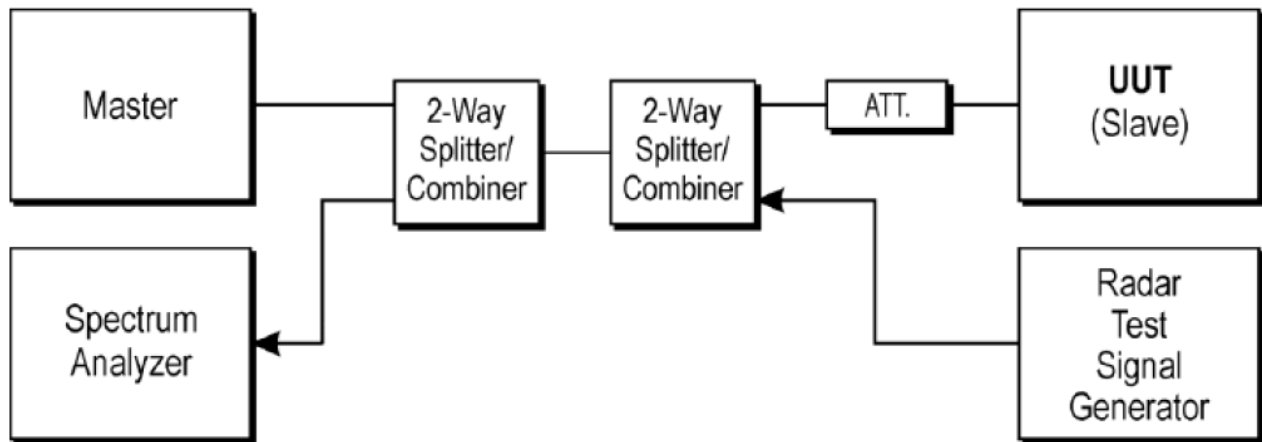 Master
2-Way
Splitter/
Combiner
2-Way
Splitter/
Combiner
ATT.
UUT
(Slave)
Spectrum
Analyzer
Radar
Test
Signal
Generator